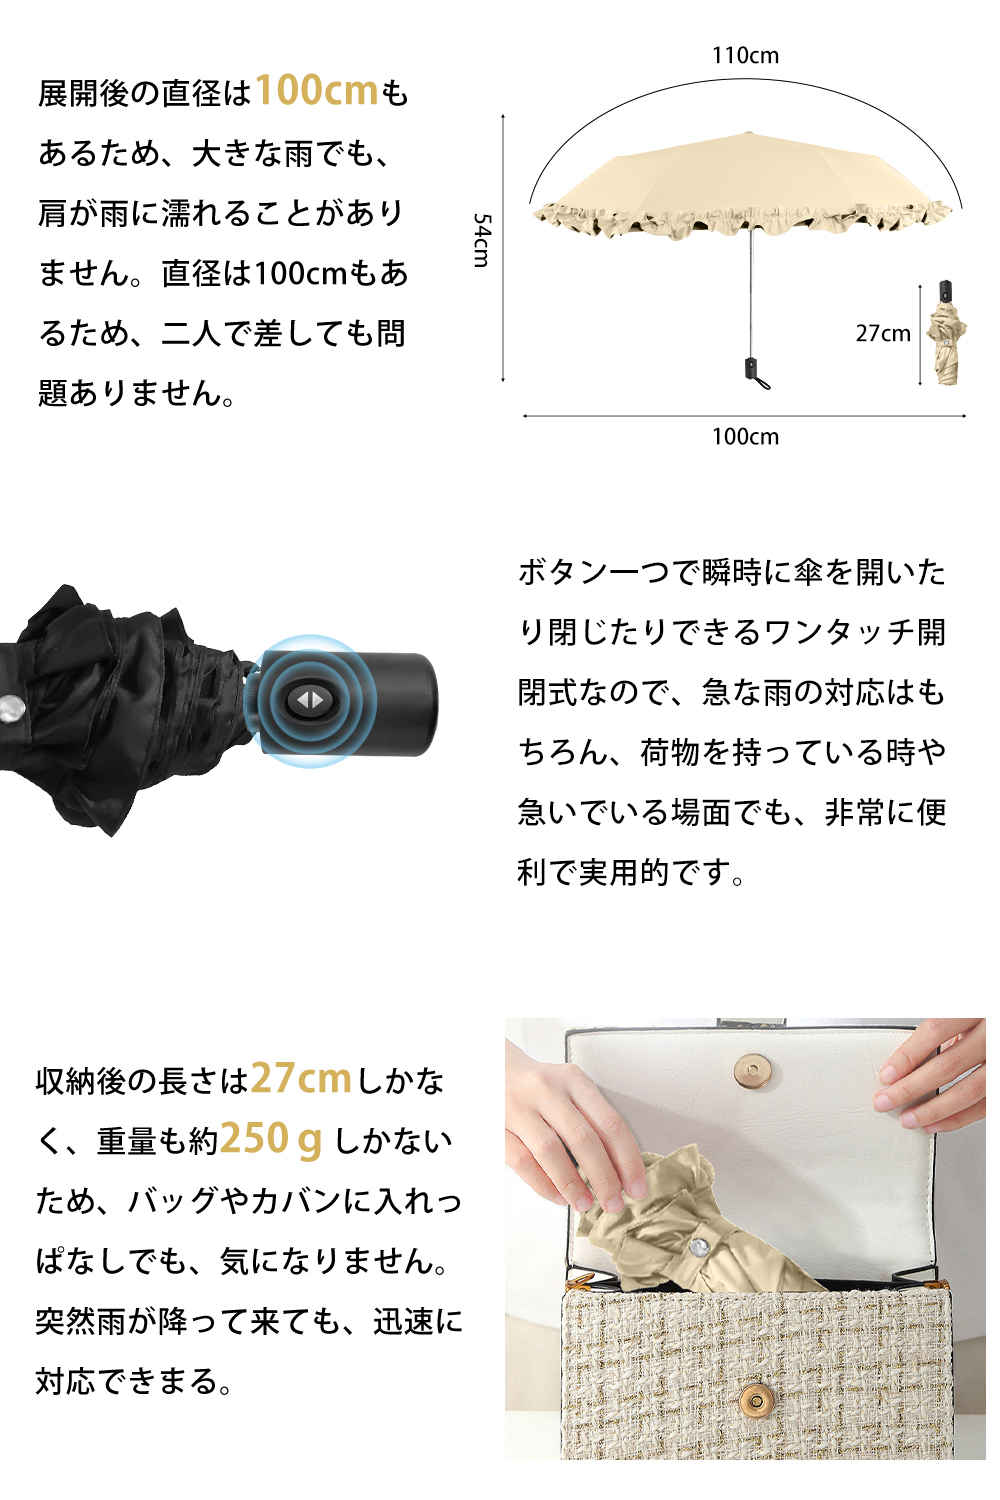 展開後の直径は100cmも
あるため、大きな雨でも、
肩が雨に濡れることがあり
ません。直径は100cmもあ
るため、二人で差しても問
題ありません。
110cm
54cm
27cm
100cm
ボタン一つで瞬時に傘を開いた
り閉じたりできるワンタッチ開
閉式なので、急な雨の対応はも
ちろん、荷物を持っている時や
急いでいる場面でも、非常に便
利で実用的です。
収納後の長さは27cmしかな
く、重量も約250ｇしかない
ため、バッグやカバンに入れっ
ぱなしでも、気になりません。
突然雨が降って来ても、迅速に
対応できまる。